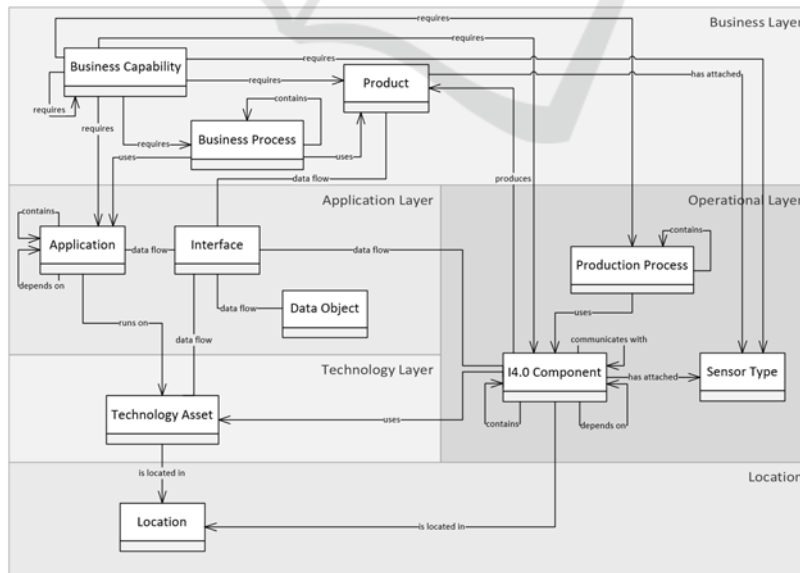 requires
Business Layer
requires
Business Capability
requires
has attached
requires
Product
requires
requires
contains
requires
Business Process
uses
uses
data flow
produces
Application Layer
Operational Layer
contains
contains
Application
data flow
Interface
data flow
Production Process
depends on
data flow
Data Object
uses
runs on
data flow
communicates with
Technology Layer
I4.0 Component
has attached
Sensor Type
Technology Asset
uses
contains
depends on
is located in
Location
Location
is located in